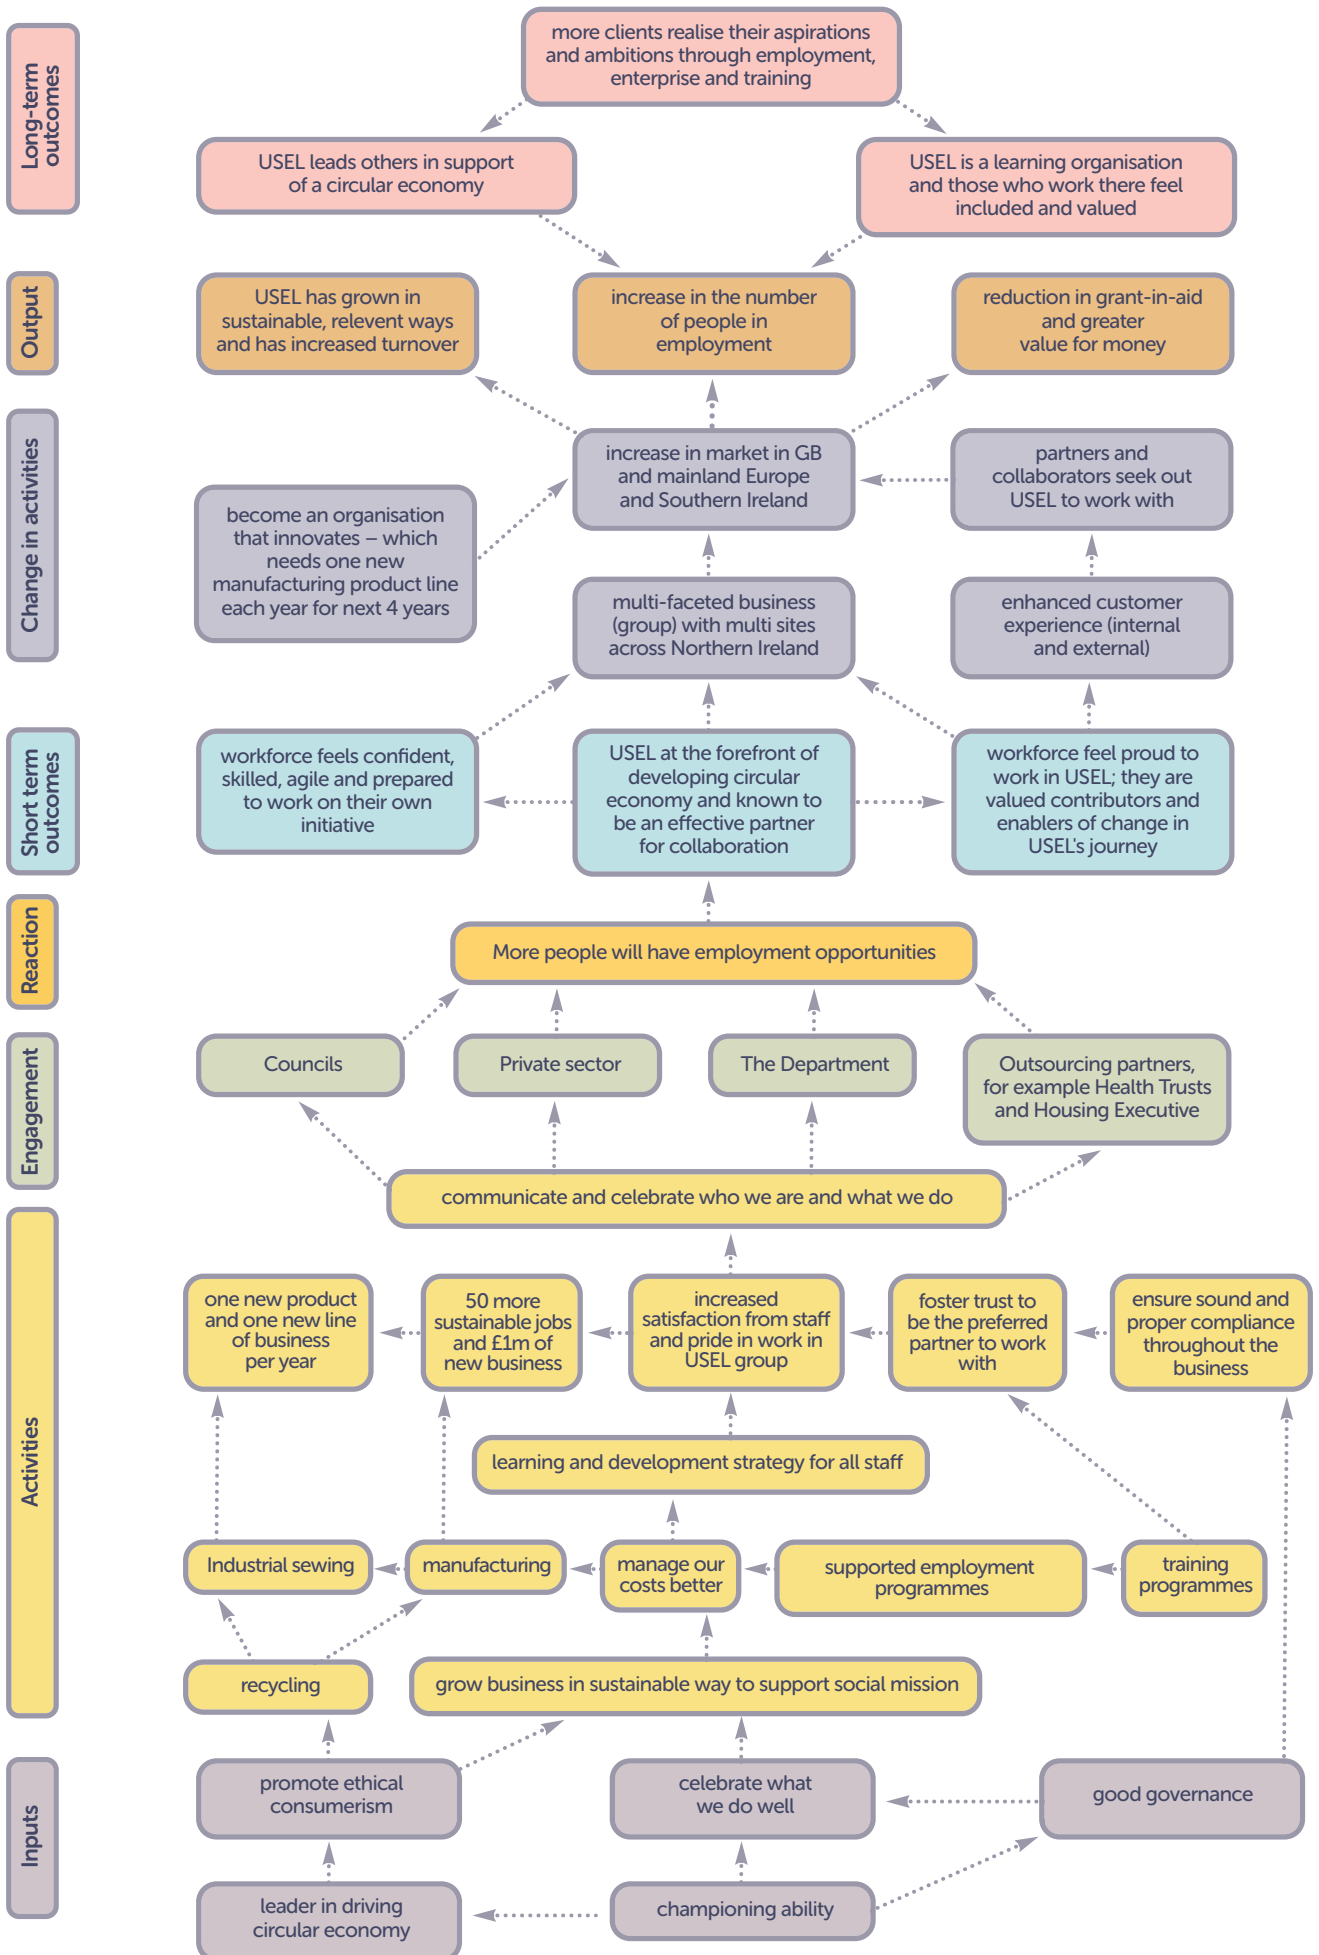 Long-term
outcomes
more clients realise their aspirations
and ambitions through employment,
enterprise and training
USEL leads others in support
of a circular economy
USEL is a learning organisation
and those who work there feel
included and valued
Output
USEL has grown in
sustainable, relevent ways
and has increased turnover
increase in the number
of people in
employment
reduction in grant-in-aid
and greater
value for money
Change in activities
increase in market in GB
and mainland Europe
and Southern Ireland
partners and
collaborators seek out
USEL to work with
become an organisation
that innovates – which
needs one new
manufacturing product line
each year for next 4 years
multi-faceted business
(group) with multi sites
across Northern Ireland
enhanced customer
experience (internal
and external)
Short term
outcomes
workforce feels confident,
skilled, agile and prepared
to work on their own
initiative
USEL at the forefront of
developing circular
economy and known to
be an effective partner
for collaboration
workforce feel proud to
work in USEL; they are
valued contributors and
enablers of change in
USEL's journey
Reaction
More people will have employment opportunities
Engagement
Councils
Private sector
The Department
Outsourcing partners,
for example Health Trusts
and Housing Executive
Activities
communicate and celebrate who we are and what we do
one new product
and one new line
of business
per year
50 more
sustainable jobs
and £1m of
new business
increased
satisfaction from staff
and pride in work in
USEL group
foster trust to
be the preferred
partner to work
with
ensure sound and
proper compliance
throughout the
business
learning and development strategy for all staff
Industrial sewing
manufacturing
manage our
costs better
supported employment
programmes
training
programmes
recycling
grow business in sustainable way to support social mission
Inputs
promote ethical
consumerism
celebrate what
we do well
good governance
leader in driving
circular economy
championing ability